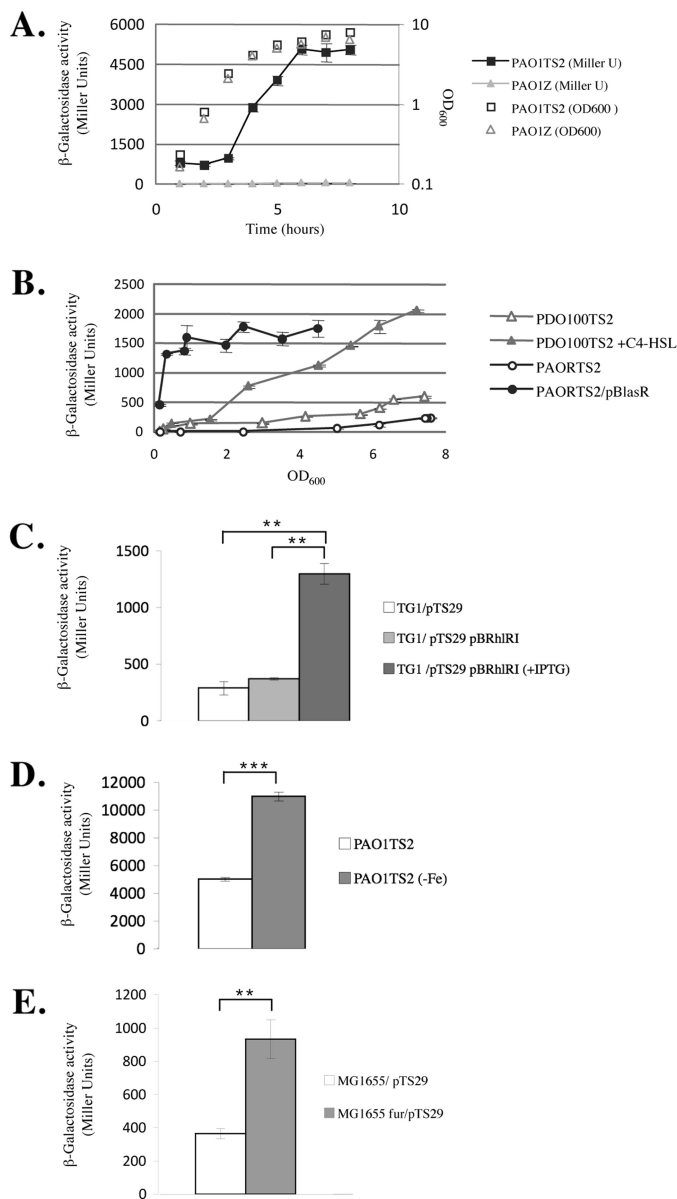 A.
β-Galactosidase activity
(Miller Units)
6000
4500
3000
1500
0
10
1
0.1
OD600
0
5
10
Time (hours)
PAO1TS2 (Miller U)
PAO1Z (Miller U)
PAO1TS2 (OD600 )
PAO1Z (OD600)
B.
β-Galactosidase activity
(Miller Units)
2500
2000
1500
1000
500
0
0
2
4
6
8
OD600
PDO100TS2
PDO100TS2 +C4-HSL
PAORTS2
PAORTS2/pBlasR
C.
β-Galactosidase activity
(Miller Units)
1500
1000
500
0
**
**
TG1/pTS29
TG1/ pTS29 pBRhlRI
TG1 /pTS29 pBRhlRI (+IPTG)
D.
β-Galactosidase activity
(Miller Units)
12000
10000
8000
6000
4000
2000
0
***
PAO1TS2
PAO1TS2 (-Fe)
E.
β-Galactosidase activity
(Miller Units)
1200
1000
800
600
400
200
0
**
MG1655/ pTS29
MG1655 fur/pTS29